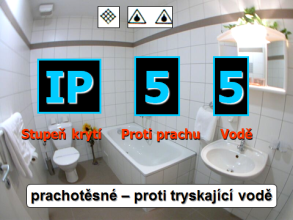 IP 5 5
Stupeň krytí Proti prachu Vodě
prachotěsné – proti tryskající vodě